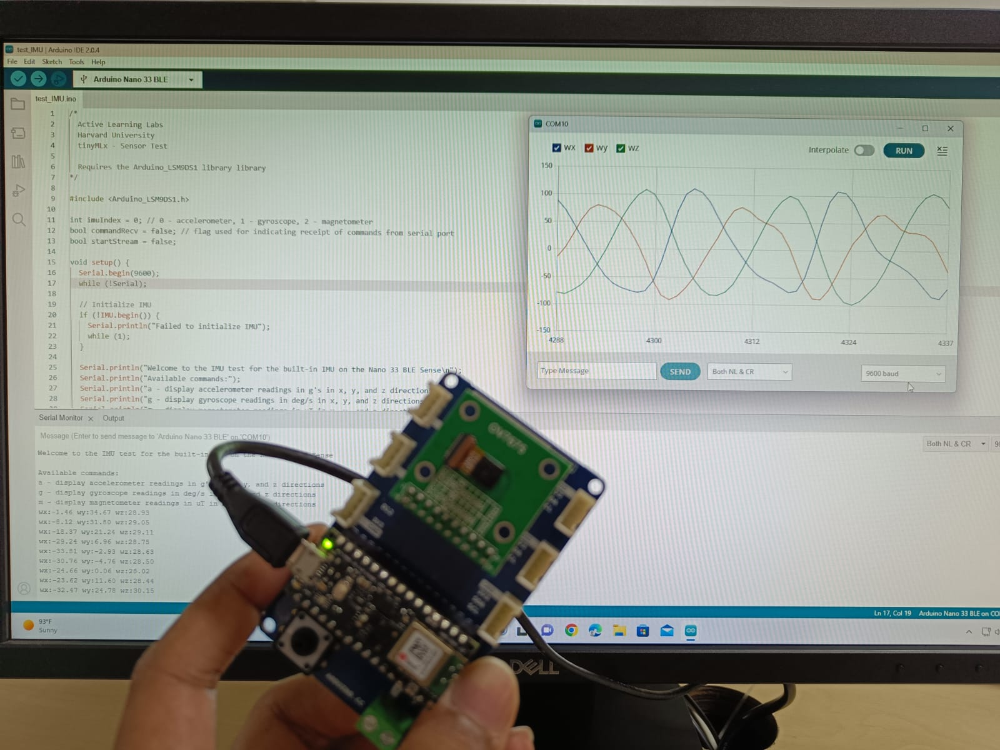 test_IMU | Arduino IDE 2.0.4
File Edit Sketch Tools Help
Arduino Nano 33 BLE
test_IMU.ino
1 /*
2 Active Learning Labs
3 Harvard University
4 tinyMLx - Sensor Test
5
6 Requires the Arduino_LSM9DS1 library library
7 */
8
9 #include <Arduino_LSM9DS1.h>
10
11 int imuIndex = 0; // 0 - accelerometer, 1 - gyroscope, 2 - magnetometer
12 bool commandRecv = false; // flag used for indicating receipt of commands from serial port
13 bool startStream = false;
14
15 void setup() {
16 Serial.begin(9600);
17 while (!Serial);
18
19 // Initialize IMU
20 if (!IMU.begin()) {
21 Serial.println("Failed to initialize IMU");
22 while (1);
23 }
24
25 Serial.println("Welcome to the IMU test for the built-in IMU on the Nano 33 BLE Sense\n");
26 Serial.println("Available commands:");
27 Serial.println("a - display accelerometer readings in g's in x, y, and z direction
28 Serial.println("g - display gyroscope readings in deg/s in x, y, and z directions
COM10
wx wy wz
Interpolate RUN
150
100
50
0
-50
-100
-150
4288 4300 4312 4324 4337
Type Message SEND Both NL & CR 9600 baud
Serial Monitor Output
Message (Enter to send message to 'Arduino Nano 33 BLE' on 'COM10')
Both NL & CR
Welcome to the IMU test for the built-in
Available commands:
a - display accelerometer readings in g' y, and z directions
g - display gyroscope readings in deg/s z directions
m - display magnetometer readings in uT in directions
wx:-1.46 wy:34.67 wz:28.93
wx:-8.12 wy:31.80 wz:29.05
wx:-18.37 wy:21.24 wz:29.11
wx:-29.24 wy:6.96 wz:28.75
wx:-33.81 wy:-2.93 wz:28.63
wx:-30.76 wy:-4.76 wz:28.50
wx:-24.66 wy:0.06 wz:28.02
wx:-23.62 wy:11.60 wz:28.44
wx:-32.47 wy:24.78 wz:30.15
Ln 17, Col 19 Arduino Nano 33 BLE on CO
93°F
Sunny
OV7675
DELL